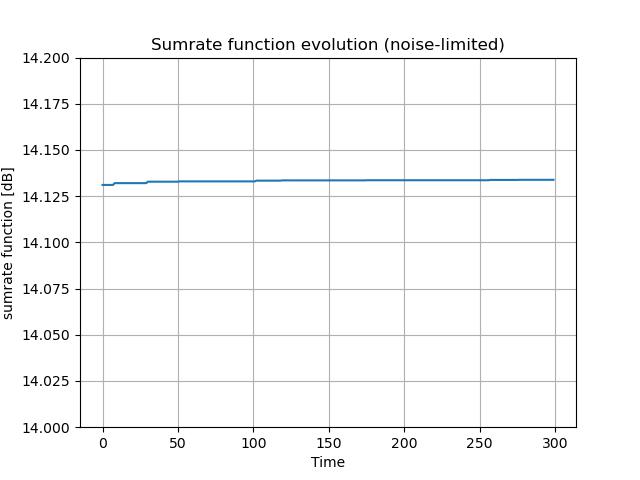 Sumrate function evolution (noise-limited)
sumrate function [dB]
14.200
14.175
14.150
14.125
14.100
14.075
14.050
14.025
14.000
0 50 100 150 200 250 300
Time